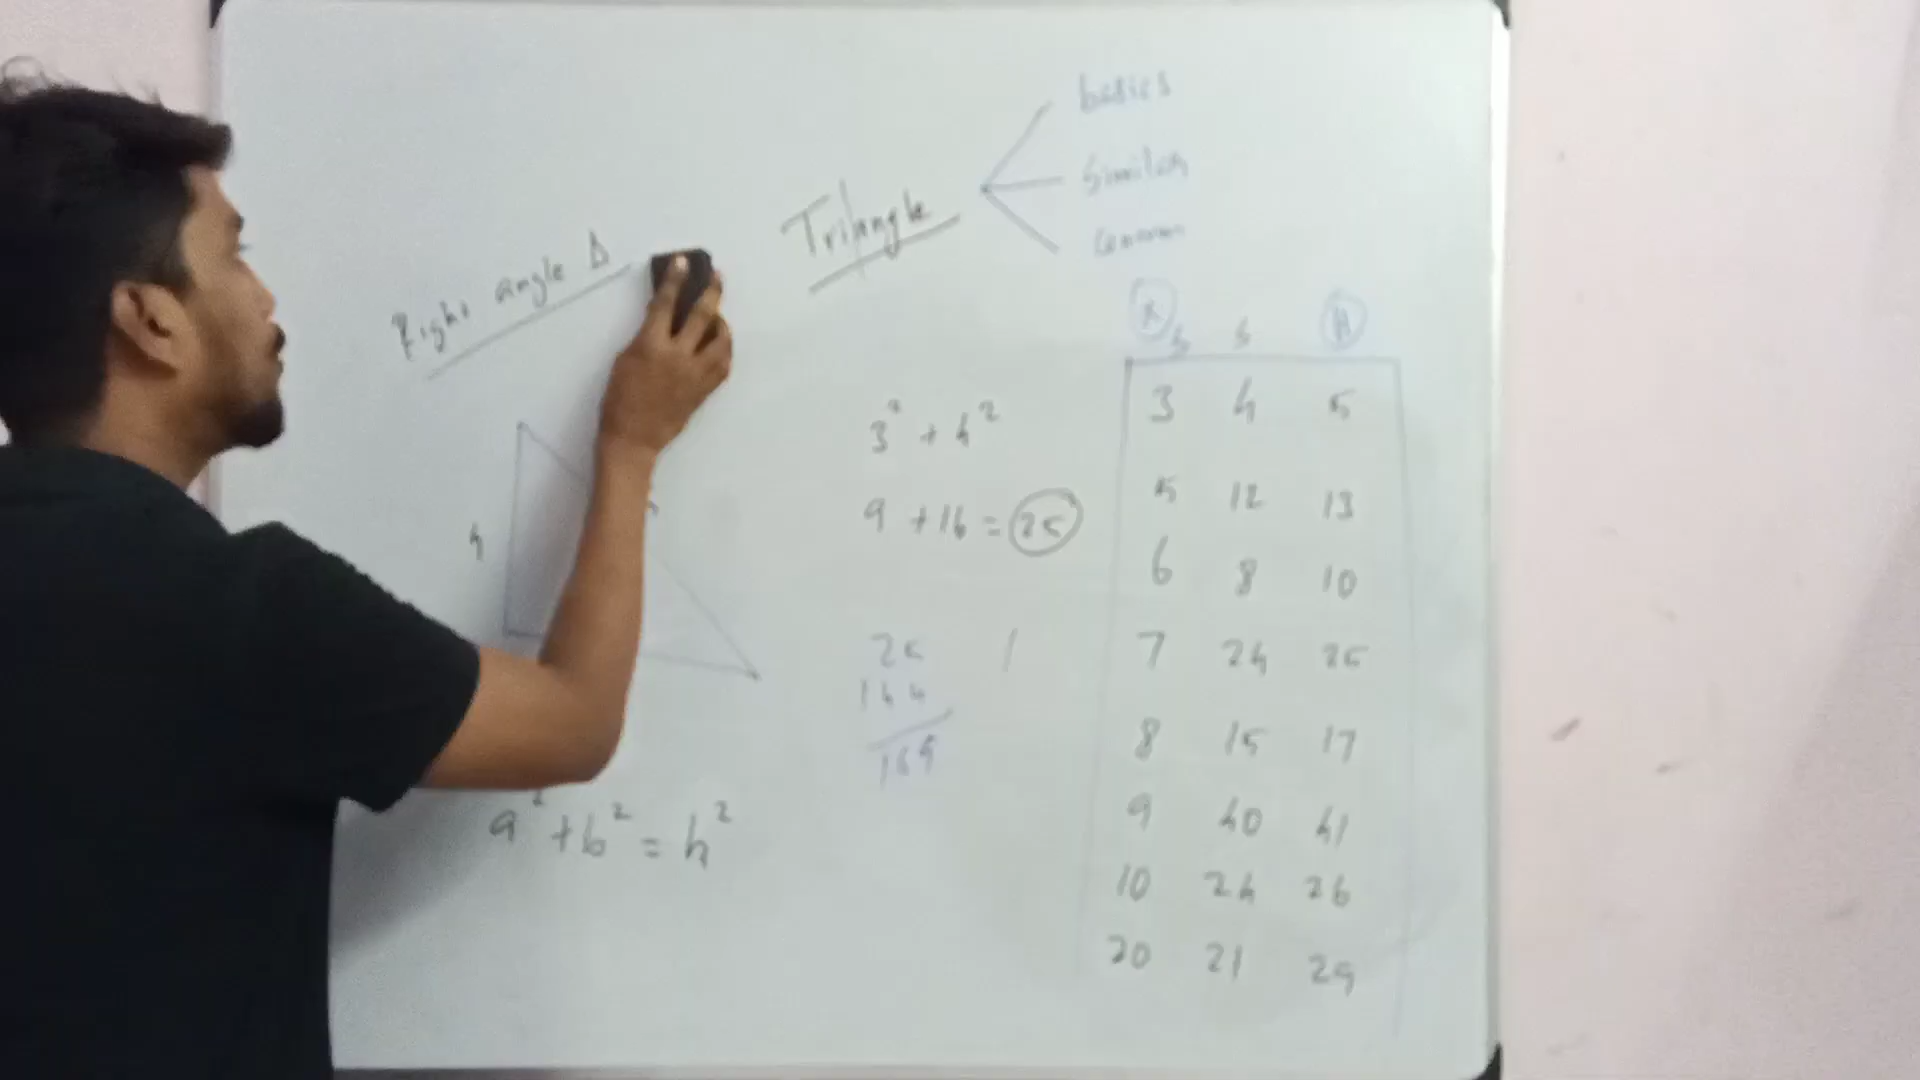 basics
Similar
Triangle
Right angle Δ
S S H
3 4 5
3² + 4²
5 12 13
9 + 16 = 25
4
6 8 10
25
7 24 25
144
169
8 15 17
a² + b² = h²
9 40 41
10 24 26
20 21 29